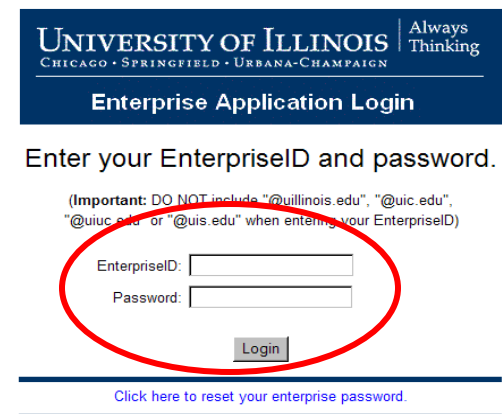 UNIVERSITY OF ILLINOIS
CHICAGO • SPRINGFIELD • URBANA-CHAMPAIGN
Always
Thinking
Enterprise Application Login
Enter your EnterpriseID and password.
(Important: DO NOT include "@uillinois.edu", "@uic.edu",
"@uiuc.edu" or "@uis.edu" when entering your EnterpriseID)
EnterpriseID:
Password:
Login
Click here to reset your enterprise password.